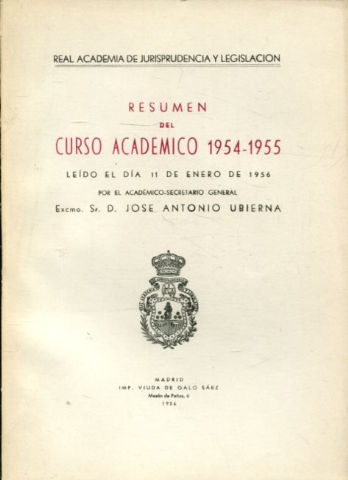 REAL ACADEMIA DE JURISPRUDENCIA Y LEGISLACION
RESUMEN
DEL
CURSO ACADEMICO 1954-1955
LEÍDO EL DÍA 11 DE ENERO DE 1956
POR EL ACADÉMICO-SECRETARIO GENERAL
Excmo. Sr. D. JOSE ANTONIO UBIERNA
MADRID
IMP. VIUDA DE GALO SÁEZ
Mesón de Paños, 6
1956